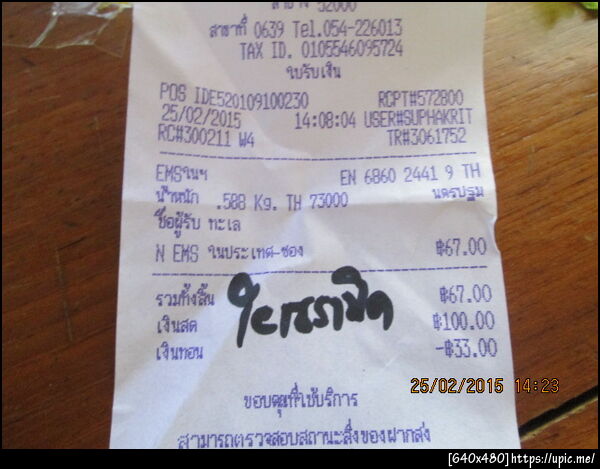 52000
สาขาที่ 0639 Tel.054-226013
TAX ID. 0105546095724
ใบรับเงิน
POS IDE520109100230 RCPT#572800
25/02/2015 14:08:04 USER#SUPHAKRIT
RC#300211 W4 TR#3061752
EMSในฯ EN 6860 2441 9 TH
น้ำหนัก .588 Kg. TH 73000 นครปฐม
ชื่อผู้รับ ทะเล
N EMS ในประเทศ-ซอง ฿67.00
รวมทั้งสิ้น ฿67.00
เงินสด ฿100.00
เงินทอน -฿33.00
25/02/2015 14:23
ขอบคุณที่ใช้บริการ
สามารถตรวจสอบสถานะสิ่งของฝากส่ง
[640x480]https://upic.me/